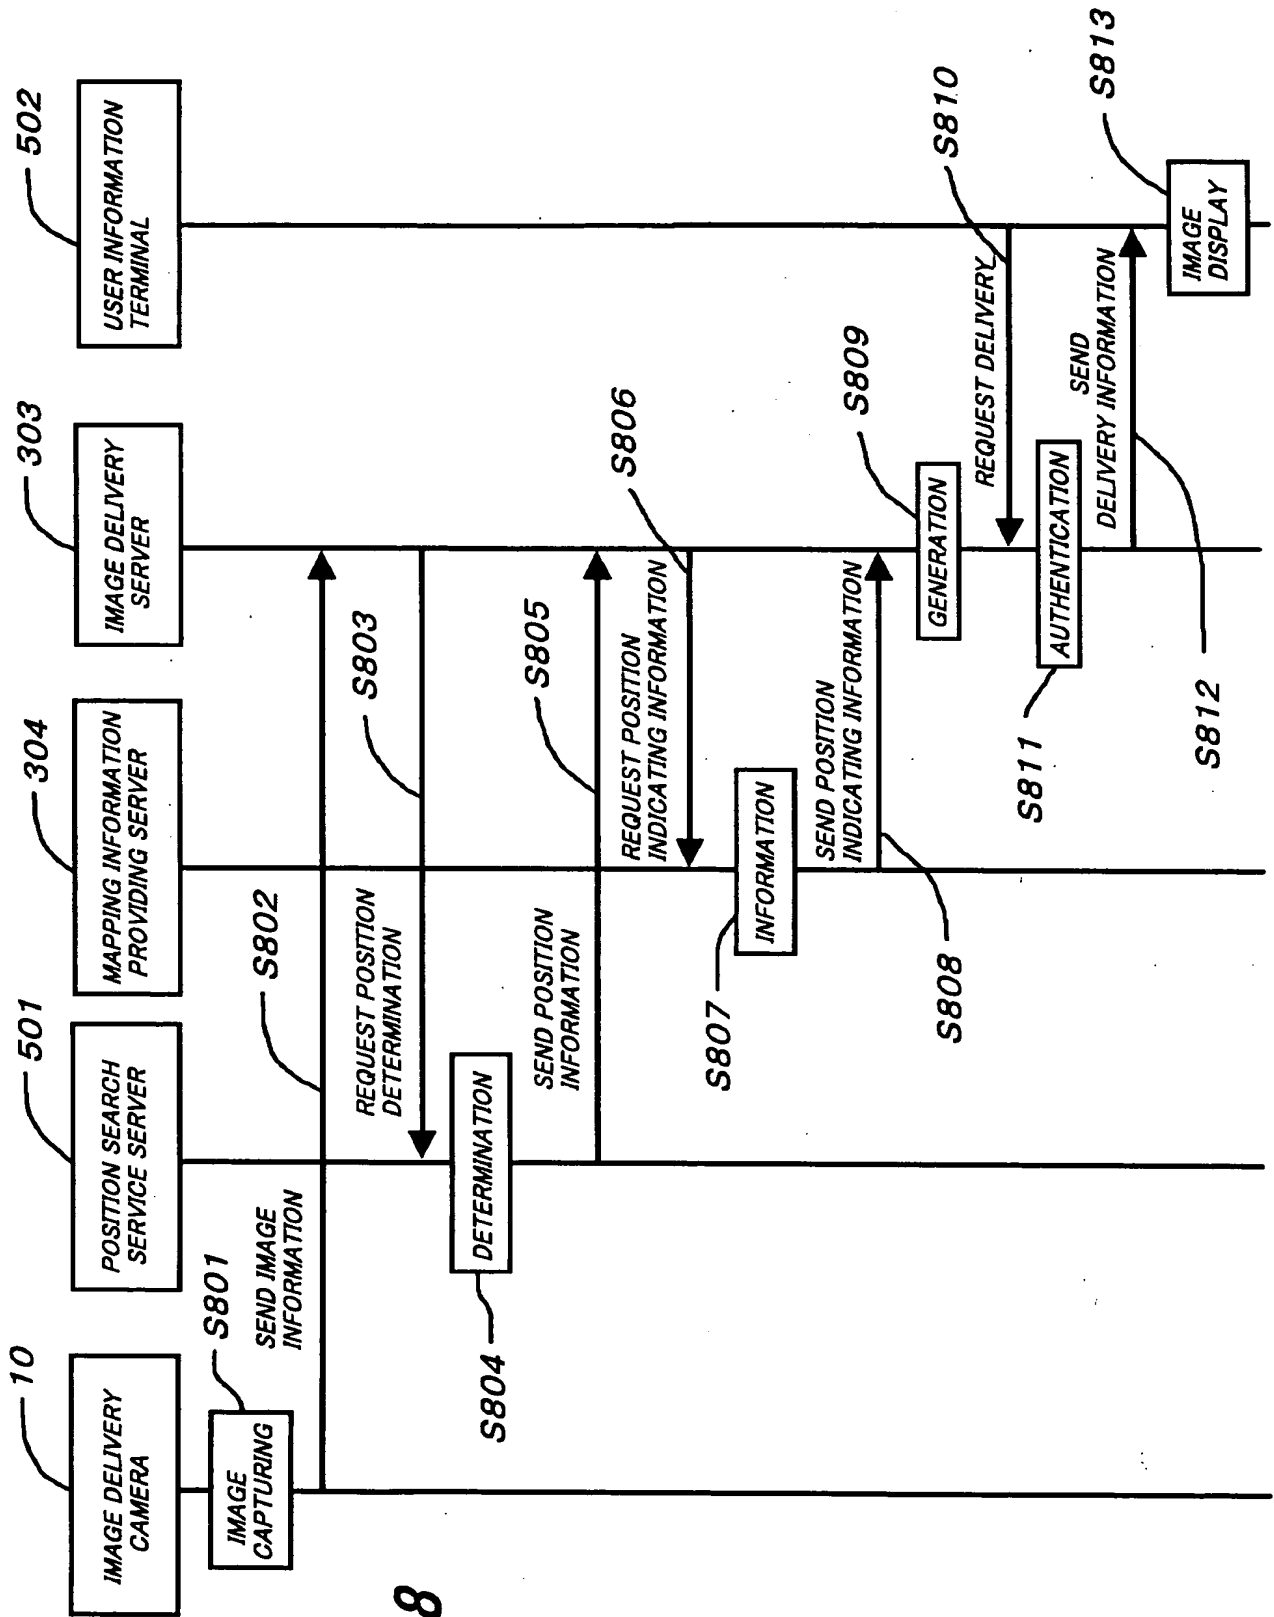 10
IMAGE DELIVERY
CAMERA
501
POSITION SEARCH
SERVICE SERVER
304
MAPPING INFORMATION
PROVIDING SERVER
303
IMAGE DELIVERY
SERVER
502
USER INFORMATION
TERMINAL
S801
IMAGE
CAPTURING
SEND IMAGE
INFORMATION
S802
REQUEST POSITION
DETERMINATION
S803
DETERMINATION
S804
SEND POSITION
INFORMATION
S805
REQUEST POSITION
INDICATING INFORMATION
S806
INFORMATION
S807
SEND POSITION
INDICATING INFORMATION
S808
GENERATION
S809
REQUEST DELIVERY
S810
AUTHENTICATION
S811
SEND
DELIVERY INFORMATION
S812
IMAGE
DISPLAY
S813
8